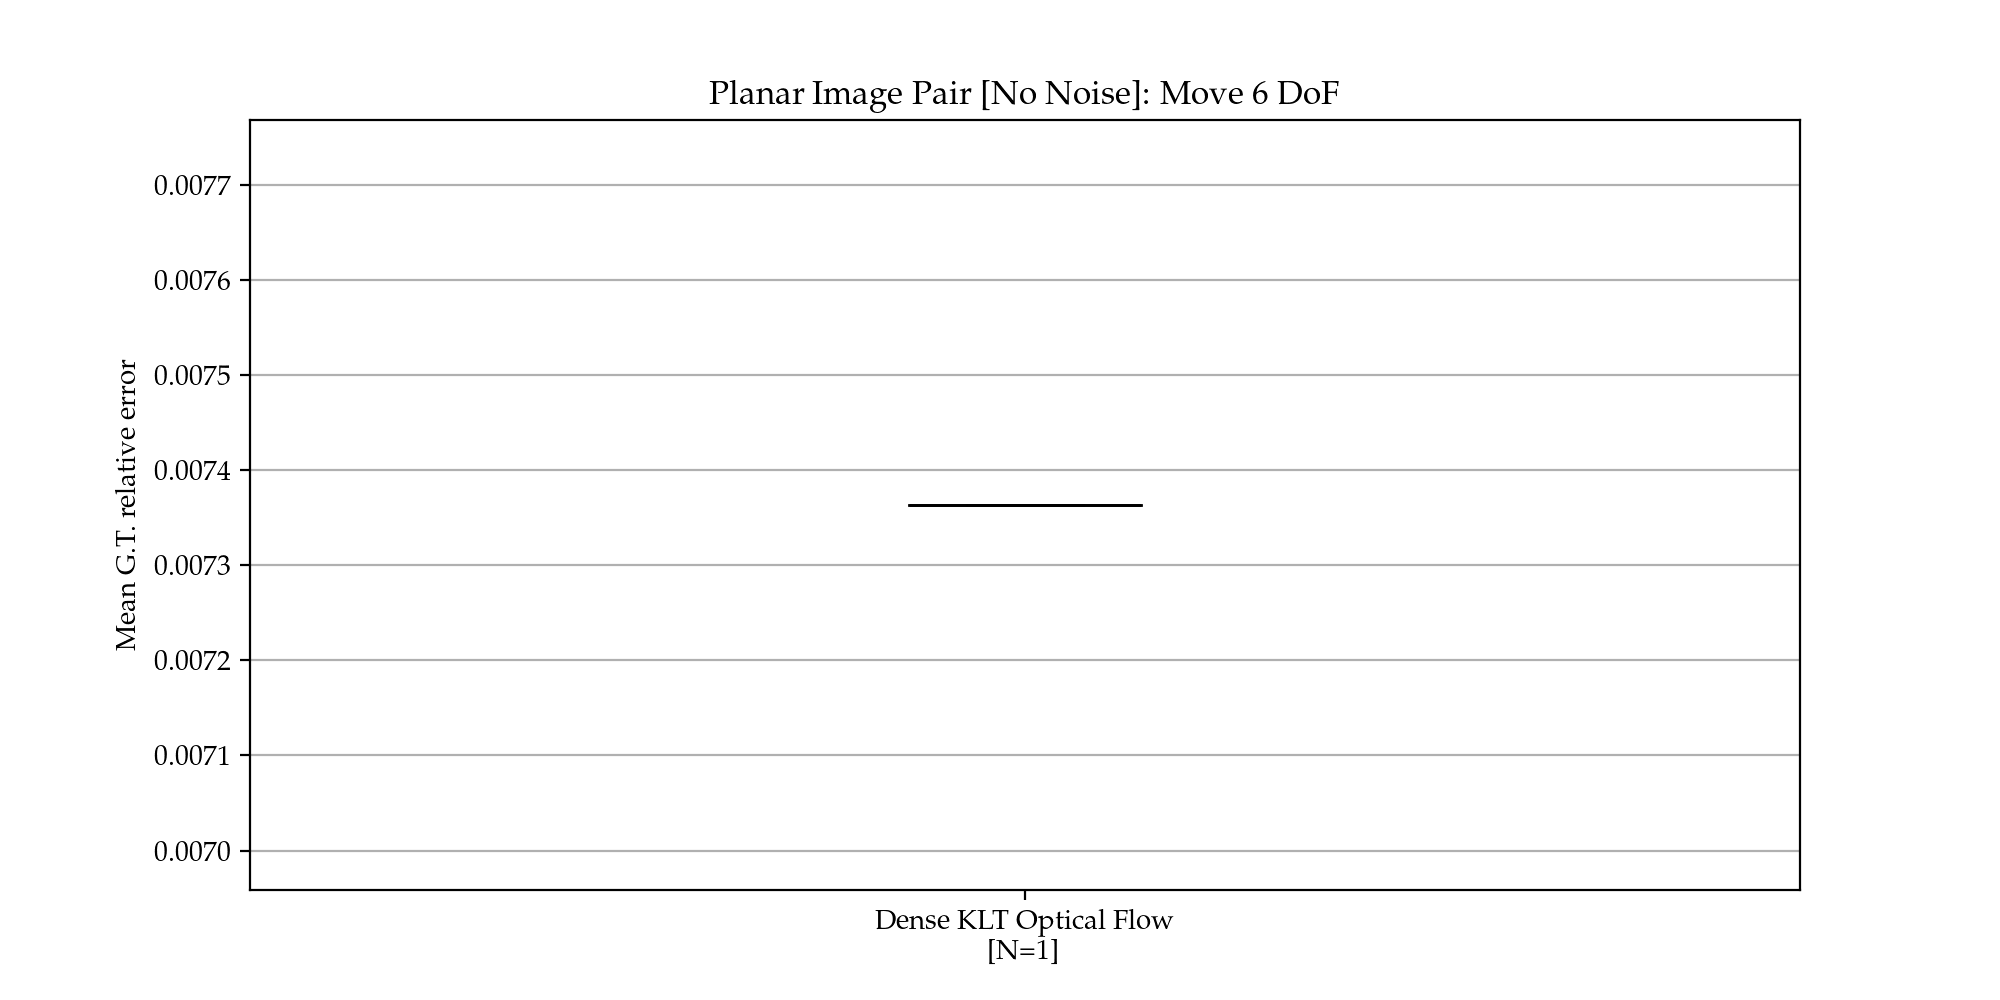 Planar Image Pair [No Noise]: Move 6 DoF
0.0077
0.0076
0.0075
0.0074
0.0073
0.0072
0.0071
0.0070
Mean G.T. relative error
Dense KLT Optical Flow
[N=1]